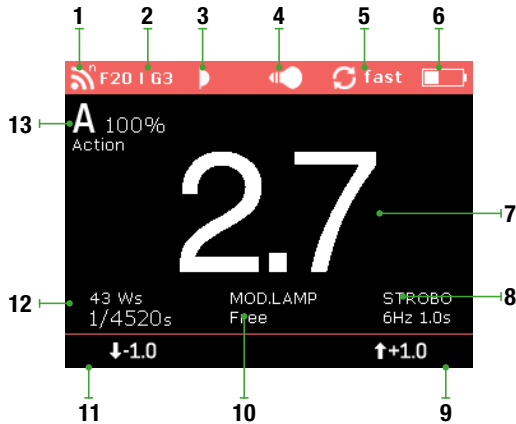 1 2 3 4 5 6
n F20 I G3 fast
13 A 100%
Action
2.7
7
12 43 Ws MOD.LAMP STROBO 8
1/4520s Free 6Hz 1.0s
⬇-1.0 ⬆+1.0
11 10 9